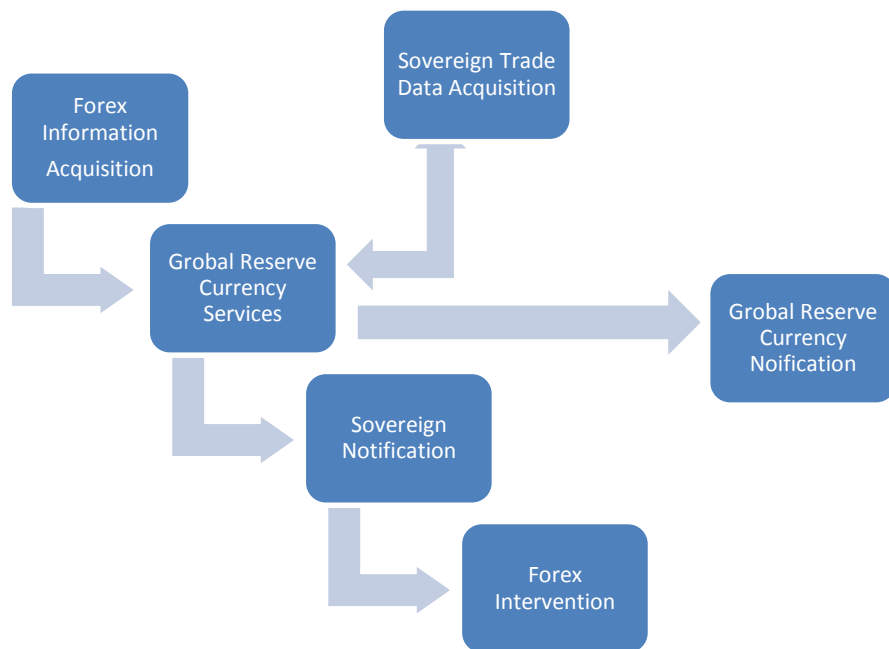 Sovereign Trade
Data Acquisition
Forex
Information
Acquisition
Grobal Reserve
Currency
Services
Grobal Reserve
Currency
Noification
Sovereign
Notification
Forex
Intervention